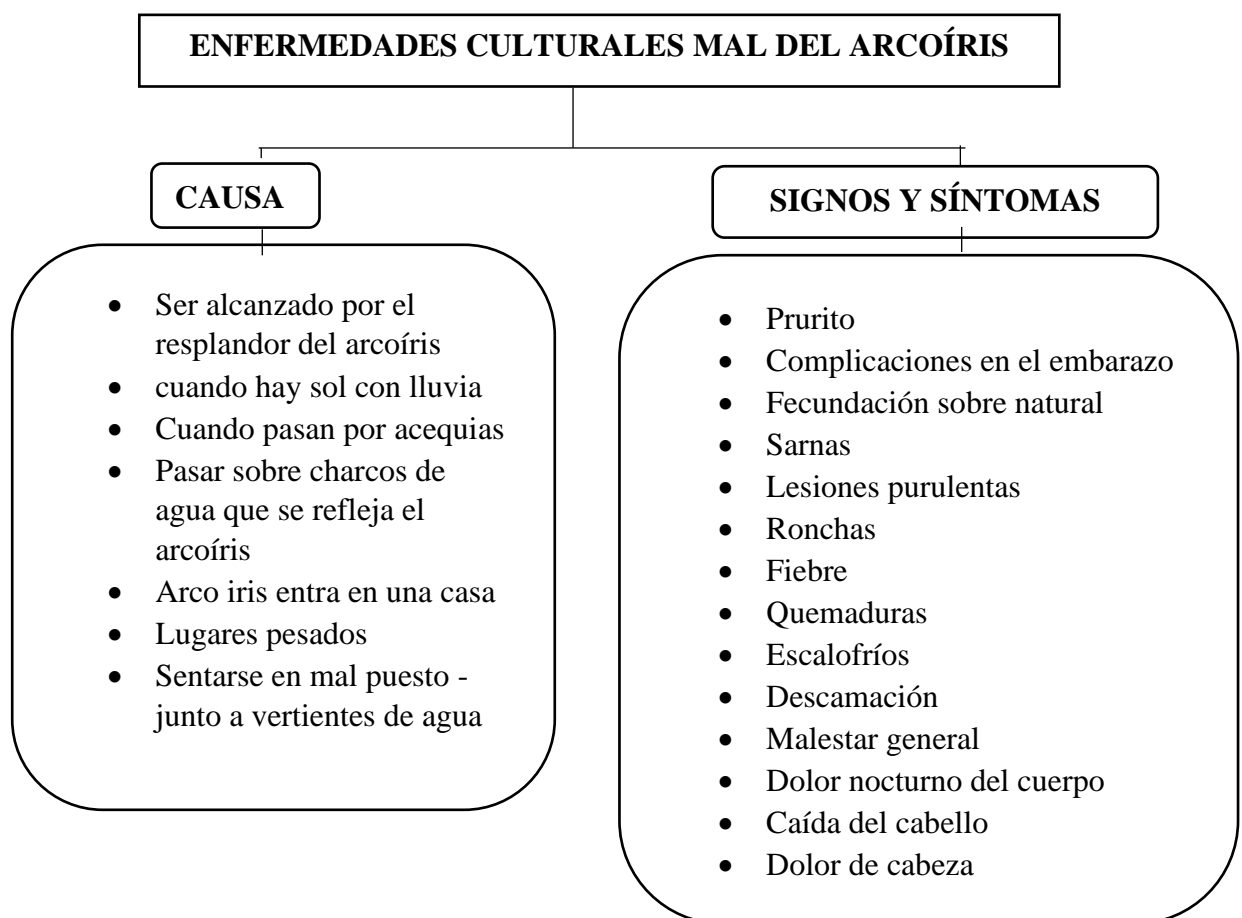 ENFERMEDADES CULTURALES MAL DEL ARCOÍRIS
CAUSA
• Ser alcanzado por el
resplandor del arcoíris
• cuando hay sol con lluvia
• Cuando pasan por acequias
• Pasar sobre charcos de
agua que se refleja el
arcoíris
• Arco iris entra en una casa
• Lugares pesados
• Sentarse en mal puesto -
junto a vertientes de agua
SIGNOS Y SÍNTOMAS
• Prurito
• Complicaciones en el embarazo
• Fecundación sobre natural
• Sarnas
• Lesiones purulentas
• Ronchas
• Fiebre
• Quemaduras
• Escalofríos
• Descamación
• Malestar general
• Dolor nocturno del cuerpo
• Caída del cabello
• Dolor de cabeza